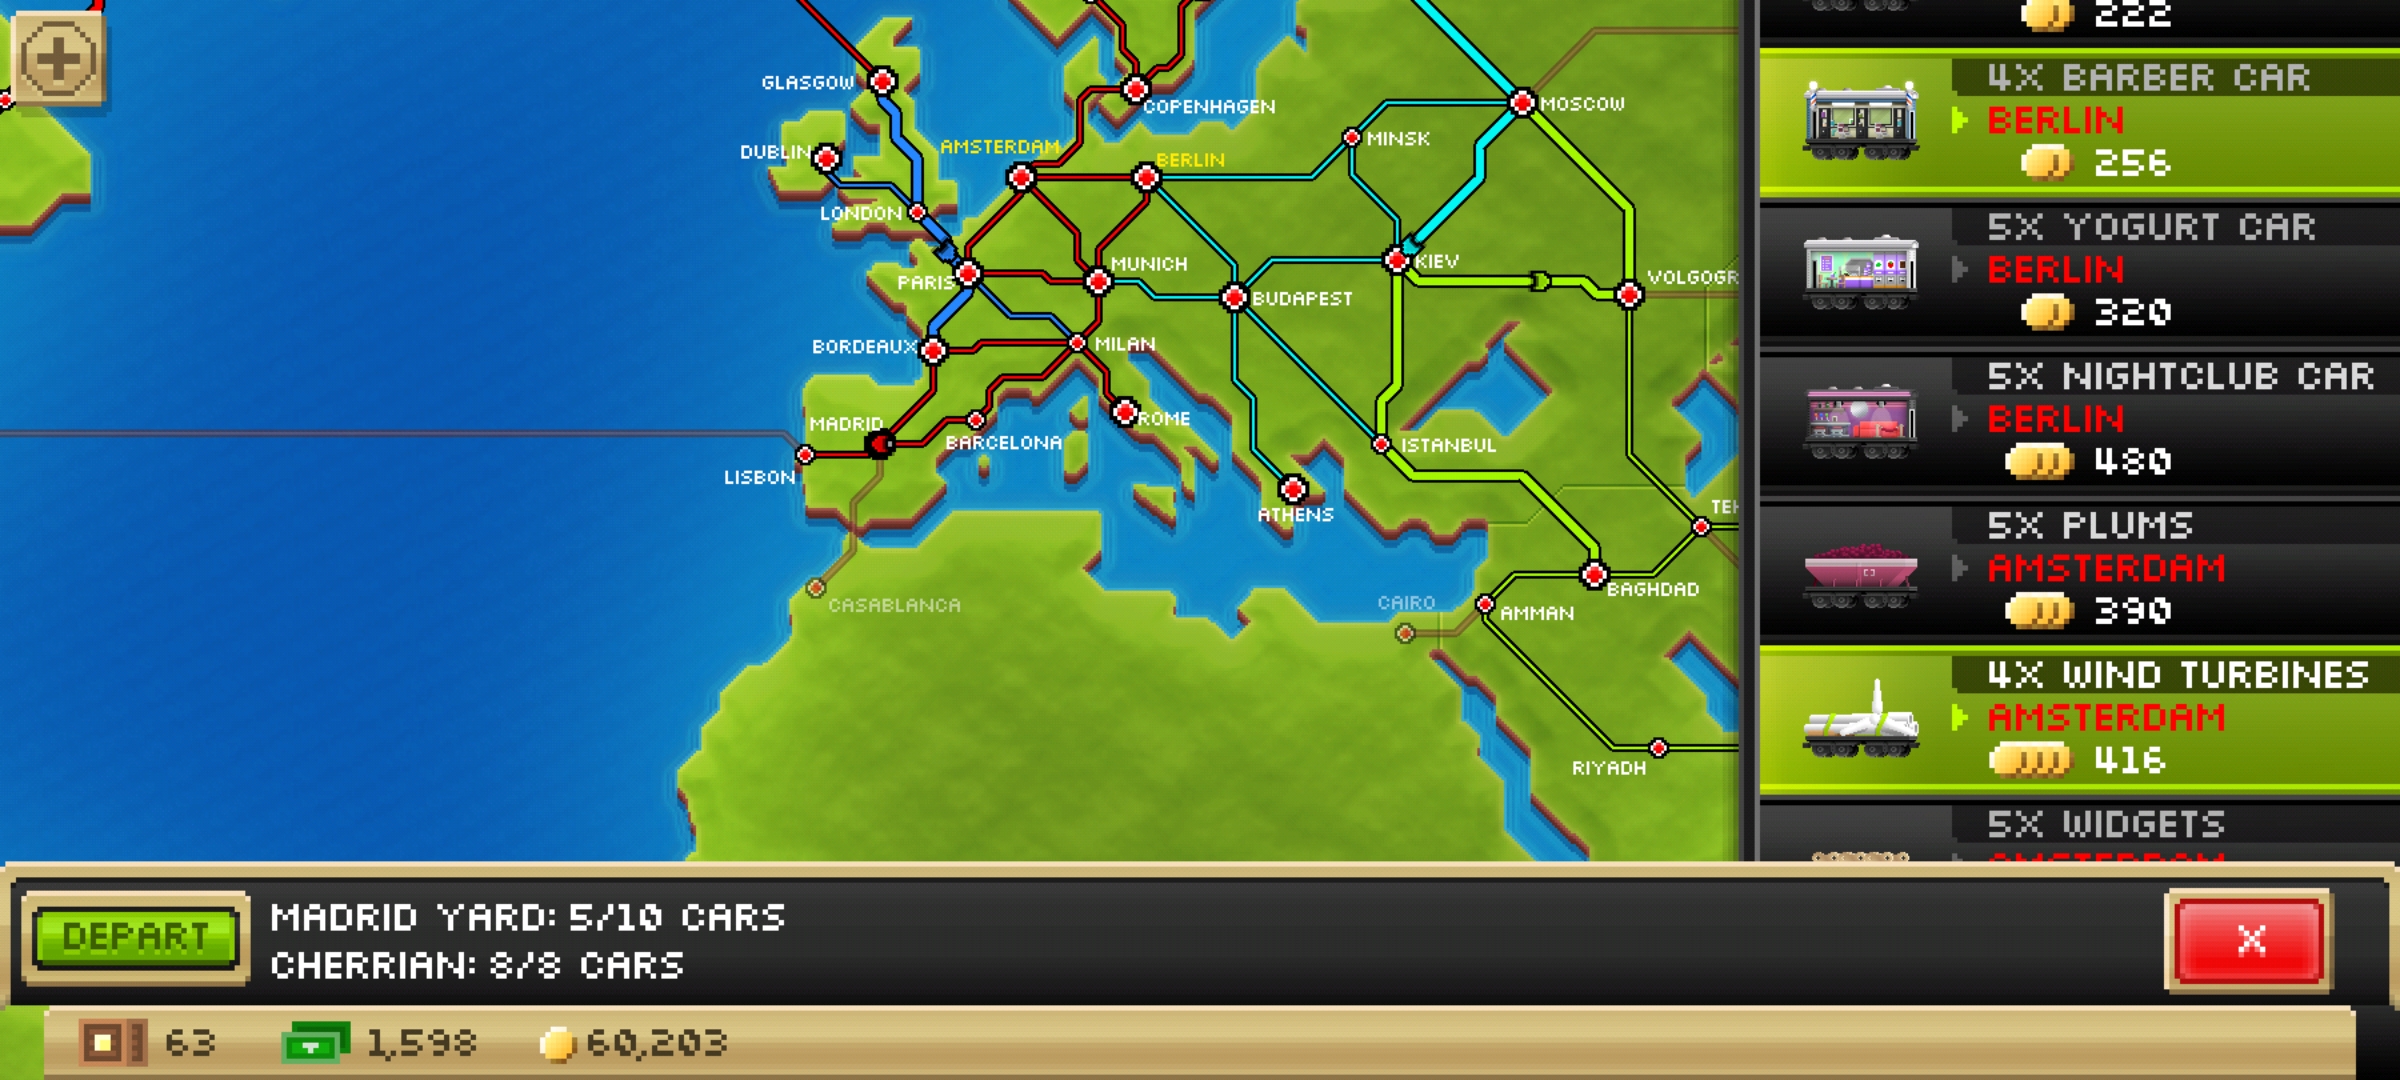 GLASGOW
COPENHAGEN
MOSCOW
MINSK
DUBLIN
AMSTERDAM
BERLIN
LONDON
PARIS
MUNICH
KIEV
VOLGOGR
BUDAPEST
BORDEAUX
MILAN
MADRID
ROME
BARCELONA
ISTANBUL
LISBON
ATHENS
TEH
CASABLANCA
CAIRO
AMMAN
BAGHDAD
RIYADH
222
4X BARBER CAR
BERLIN
256
5X YOGURT CAR
BERLIN
320
5X NIGHTCLUB CAR
BERLIN
480
5X PLUMS
AMSTERDAM
390
4X WIND TURBINES
AMSTERDAM
416
5X WIDGETS
AMSTERDAM
DEPART
MADRID YARD: 5/10 CARS
CHERRIAN: 8/8 CARS
X
63
1,598
60,203